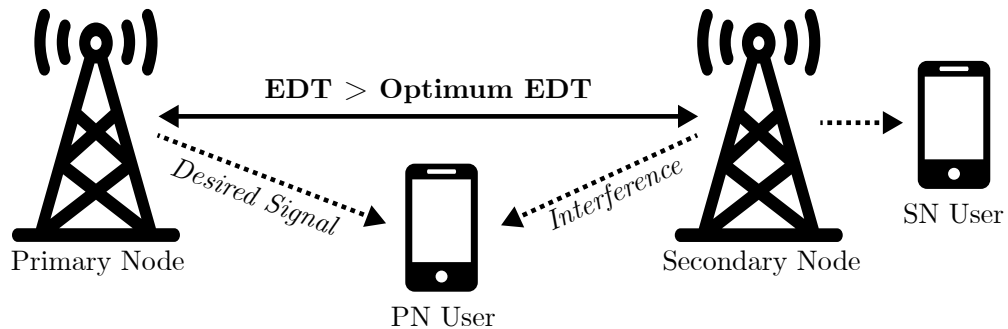 EDT > Optimum EDT
Desired Signal
Interference
SN User
Primary Node
Secondary Node
PN User